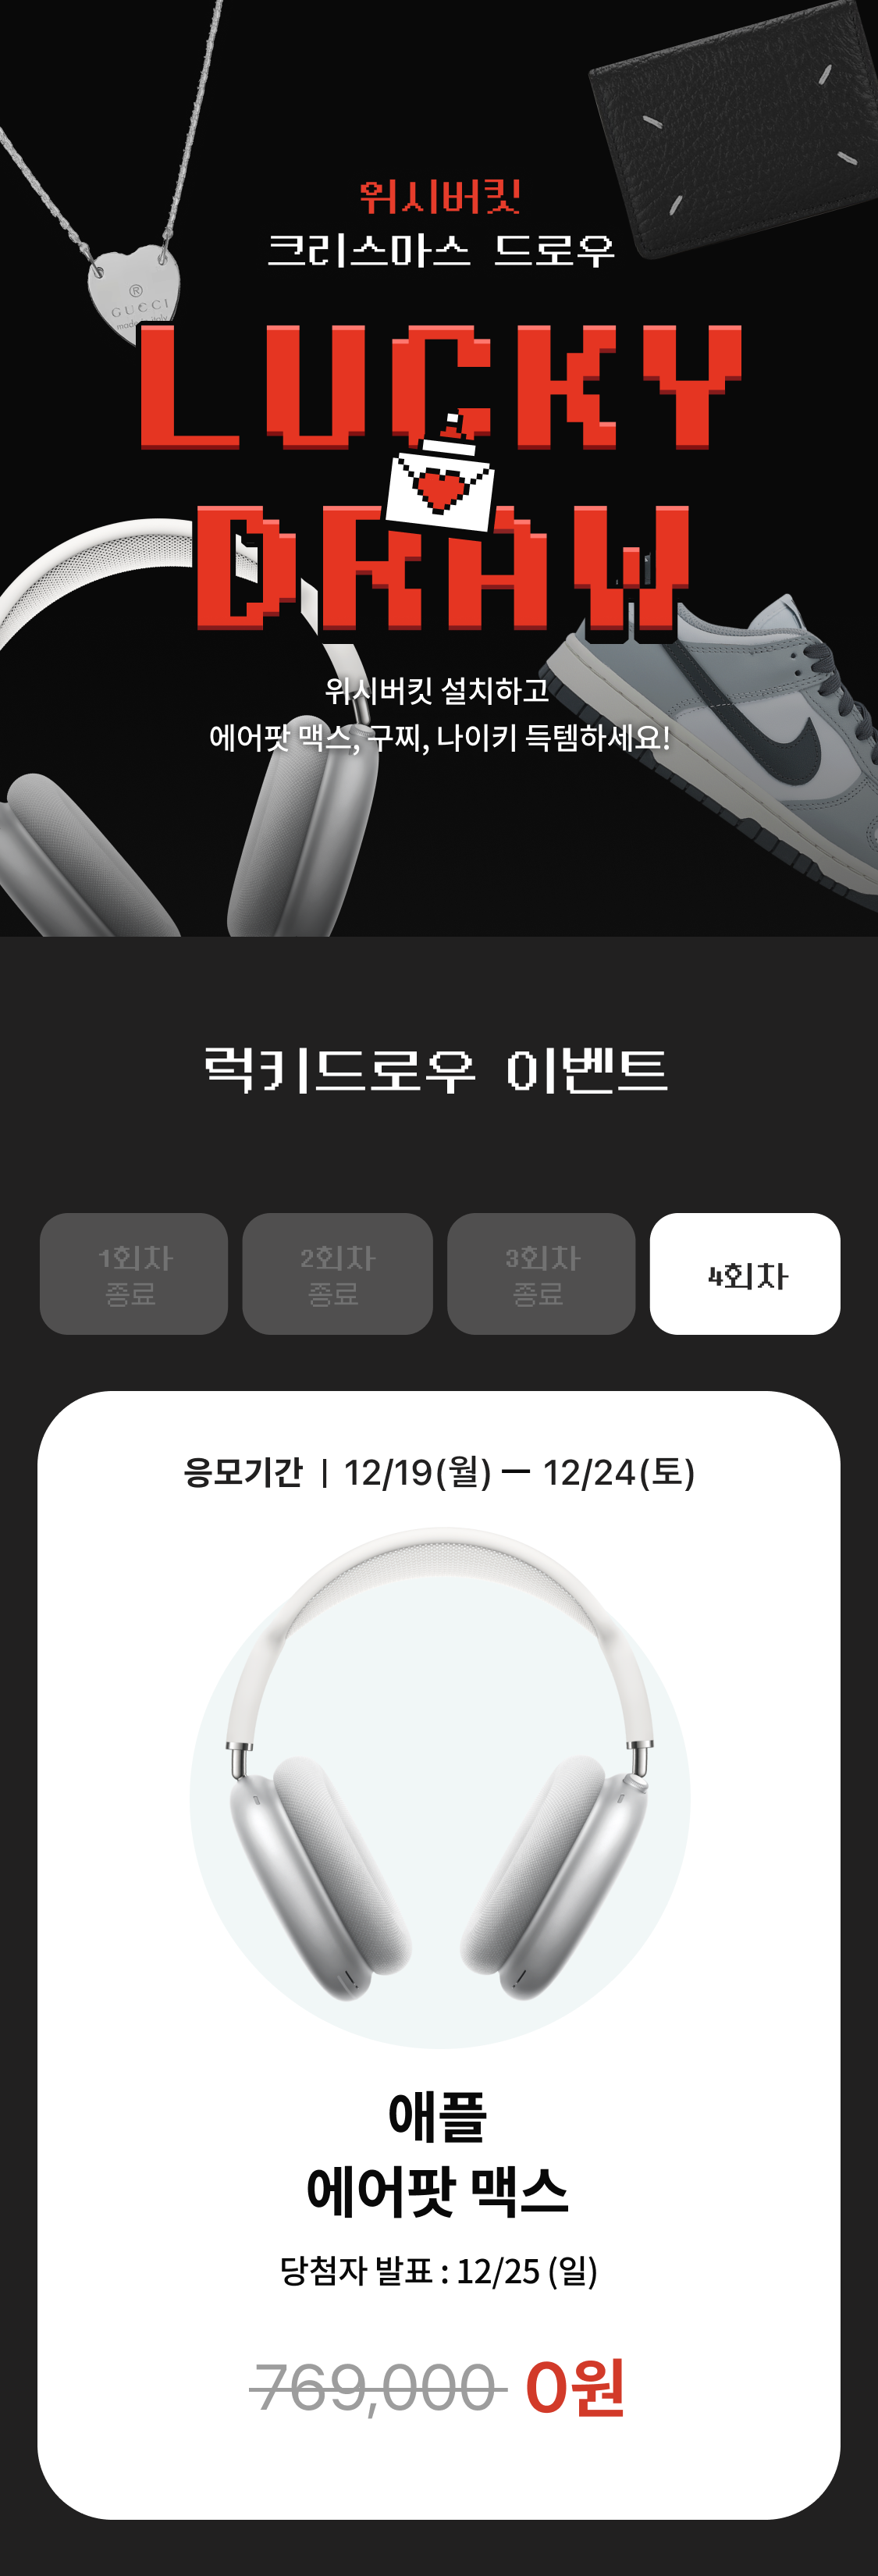 위시버킷
크리스마스 드로우
GUCCI
made in italy
LUCKY
DRAW
위시버킷 설치하고
에어팟 맥스, 구찌, 나이키 득템하세요!
럭키드로우 이벤트
1회차
종료
2회차
종료
3회차
종료
4회차
응모기간 | 12/19(월) — 12/24(토)
애플
에어팟 맥스
당첨자 발표 : 12/25 (일)
769,000 0원